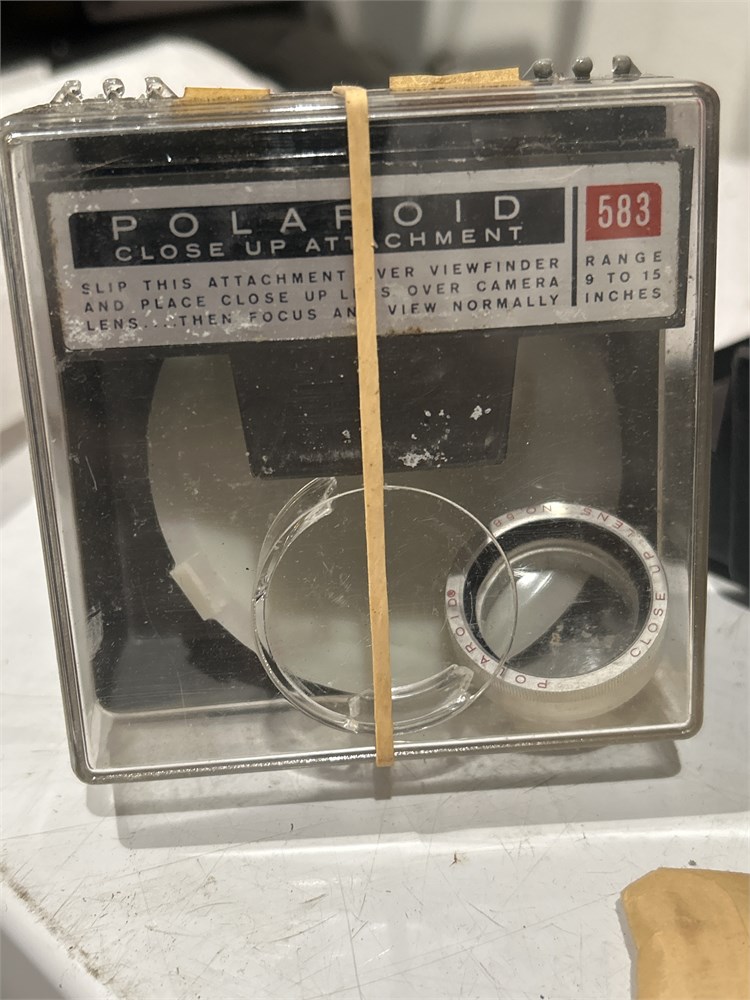 POLAROID
CLOSE UP ATTACHMENT
583
SLIP THIS ATTACHMENT OVER VIEWFINDER
AND PLACE CLOSE UP LENS OVER CAMERA
LENS....THEN FOCUS AND VIEW NORMALLY
RANGE
9 TO 15
INCHES
POLAROID® CLOSE UP LENS NO.